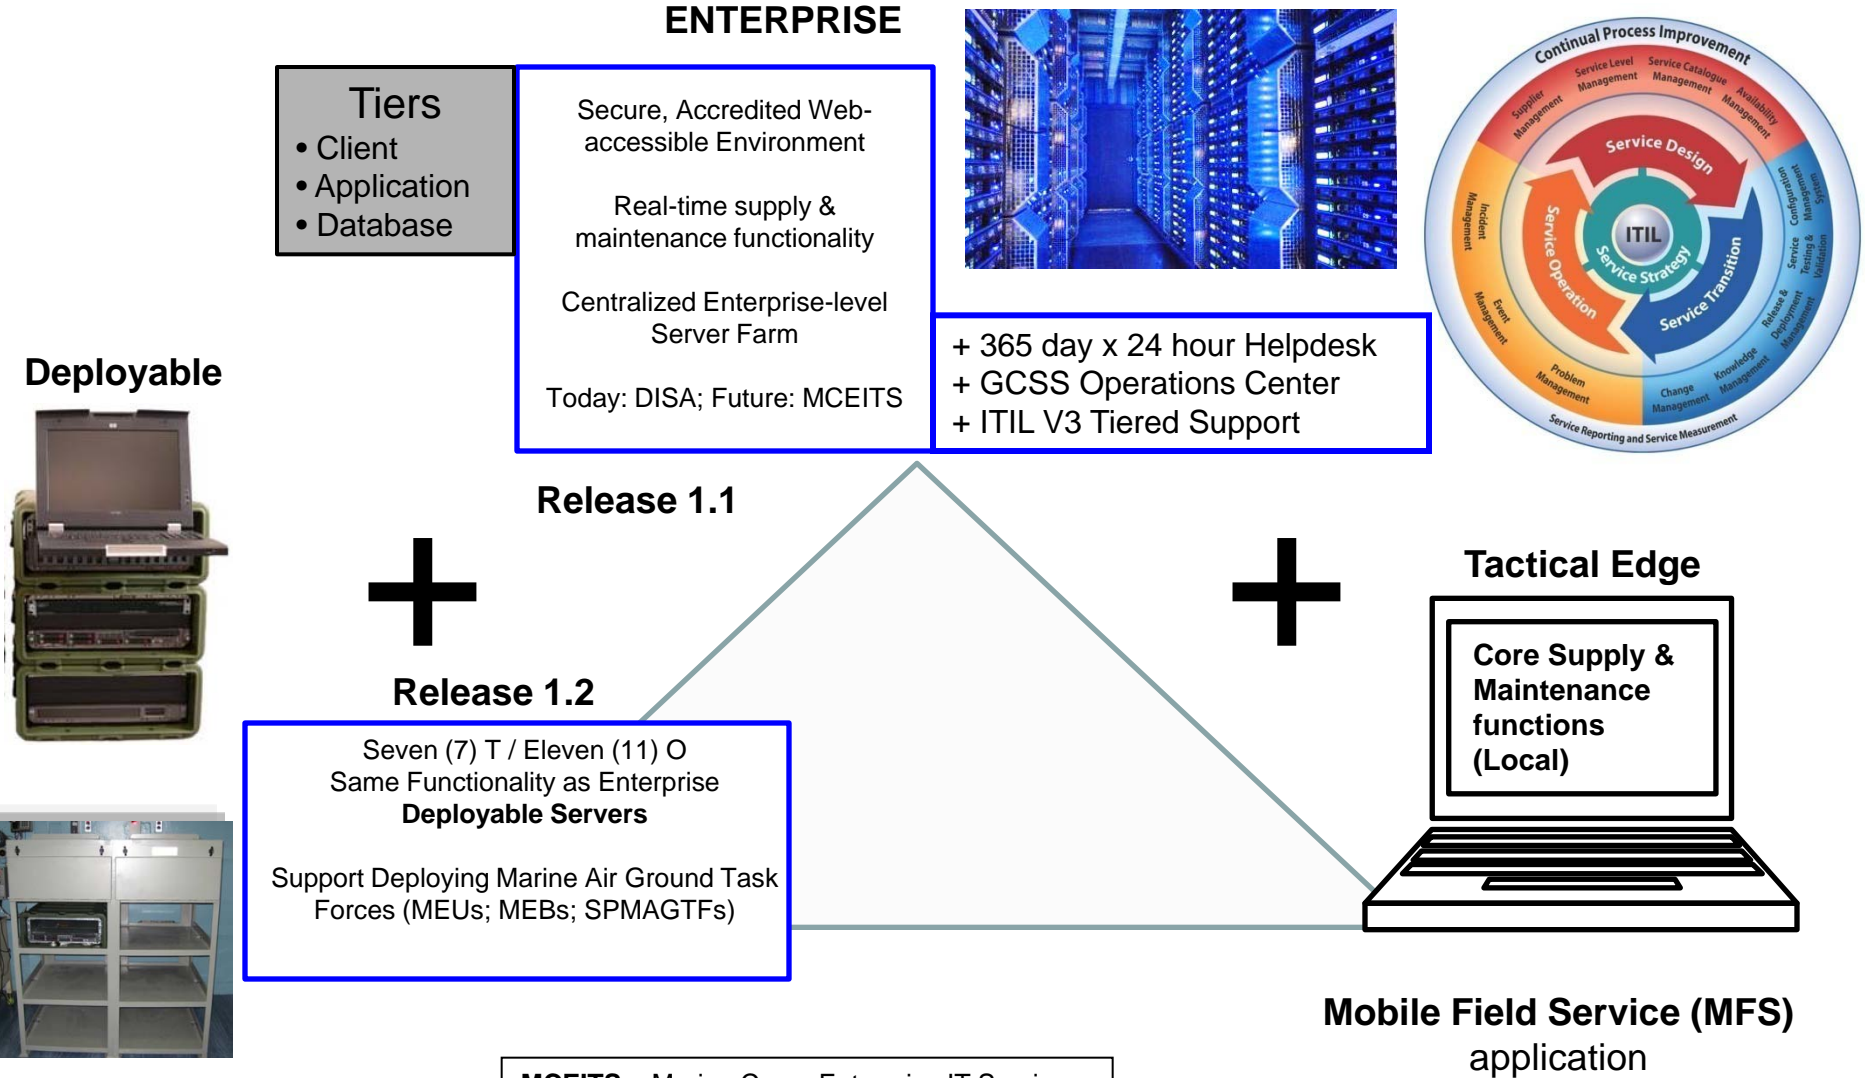 ENTERPRISE
Tiers
• Client
• Application
• Database
Secure, Accredited Web-
accessible Environment
Real-time supply &
maintenance functionality
Centralized Enterprise-level
Server Farm
Today: DISA; Future: MCEITS
+ 365 day x 24 hour Helpdesk
+ GCSS Operations Center
+ ITIL V3 Tiered Support
Continual Process Improvement
Supplier
Management
Service Level
Management
Service Catalogue
Management
Availability
Management
Configuration
Management
System
Service
Testing &
Validation
Release &
Deployment
Management
Knowledge
Management
Change
Management
Problem
Management
Event
Management
Incident
Management
Service Design
Service Transition
Service Operation
Service Strategy
ITIL
Service Reporting and Service Measurement
Deployable
Release 1.1
Release 1.2
Seven (7) T / Eleven (11) O
Same Functionality as Enterprise
Deployable Servers
Support Deploying Marine Air Ground Task
Forces (MEUs; MEBs; SPMAGTFs)
Tactical Edge
Core Supply &
Maintenance
functions
(Local)
Mobile Field Service (MFS)
application